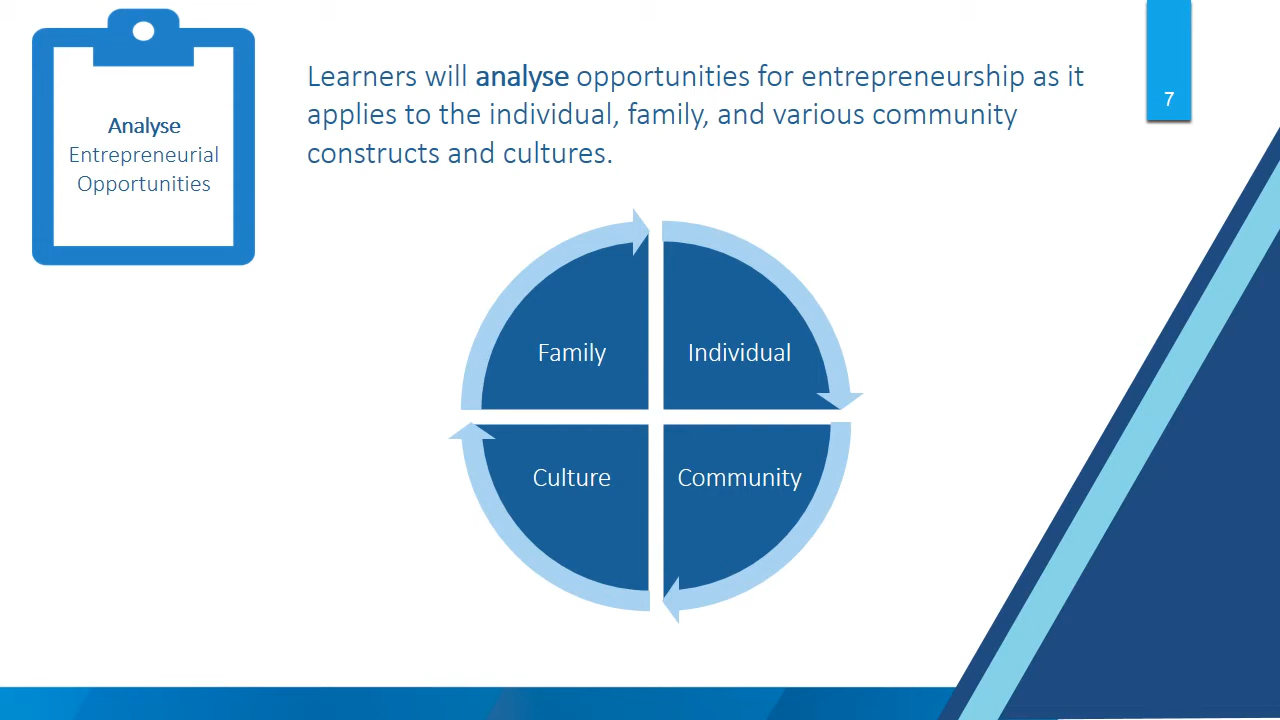 Analyse
Entrepreneurial
Opportunities
Learners will analyse opportunities for entrepreneurship as it
applies to the individual, family, and various community
constructs and cultures.
7
Family
Individual
Culture
Community